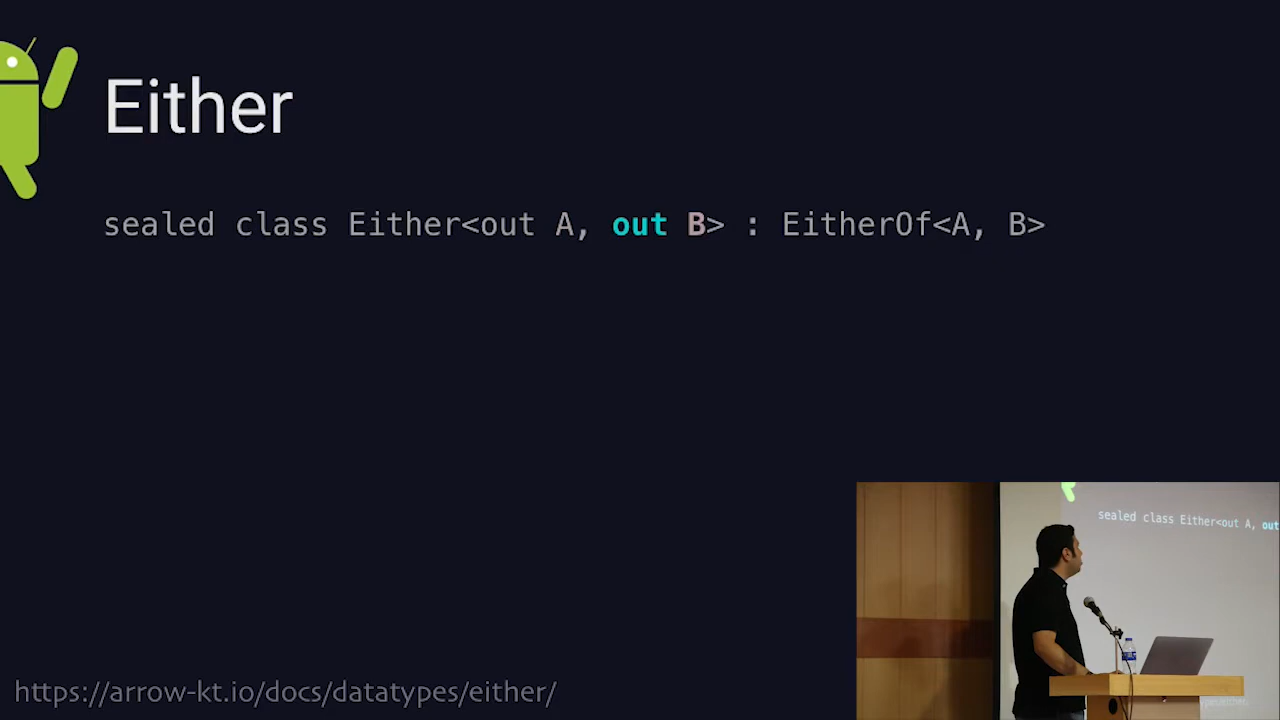 Either
sealed class Either<out A, out B> : EitherOf<A, B>
https://arrow-kt.io/docs/datatypes/either/
sealed class Either<out A, out